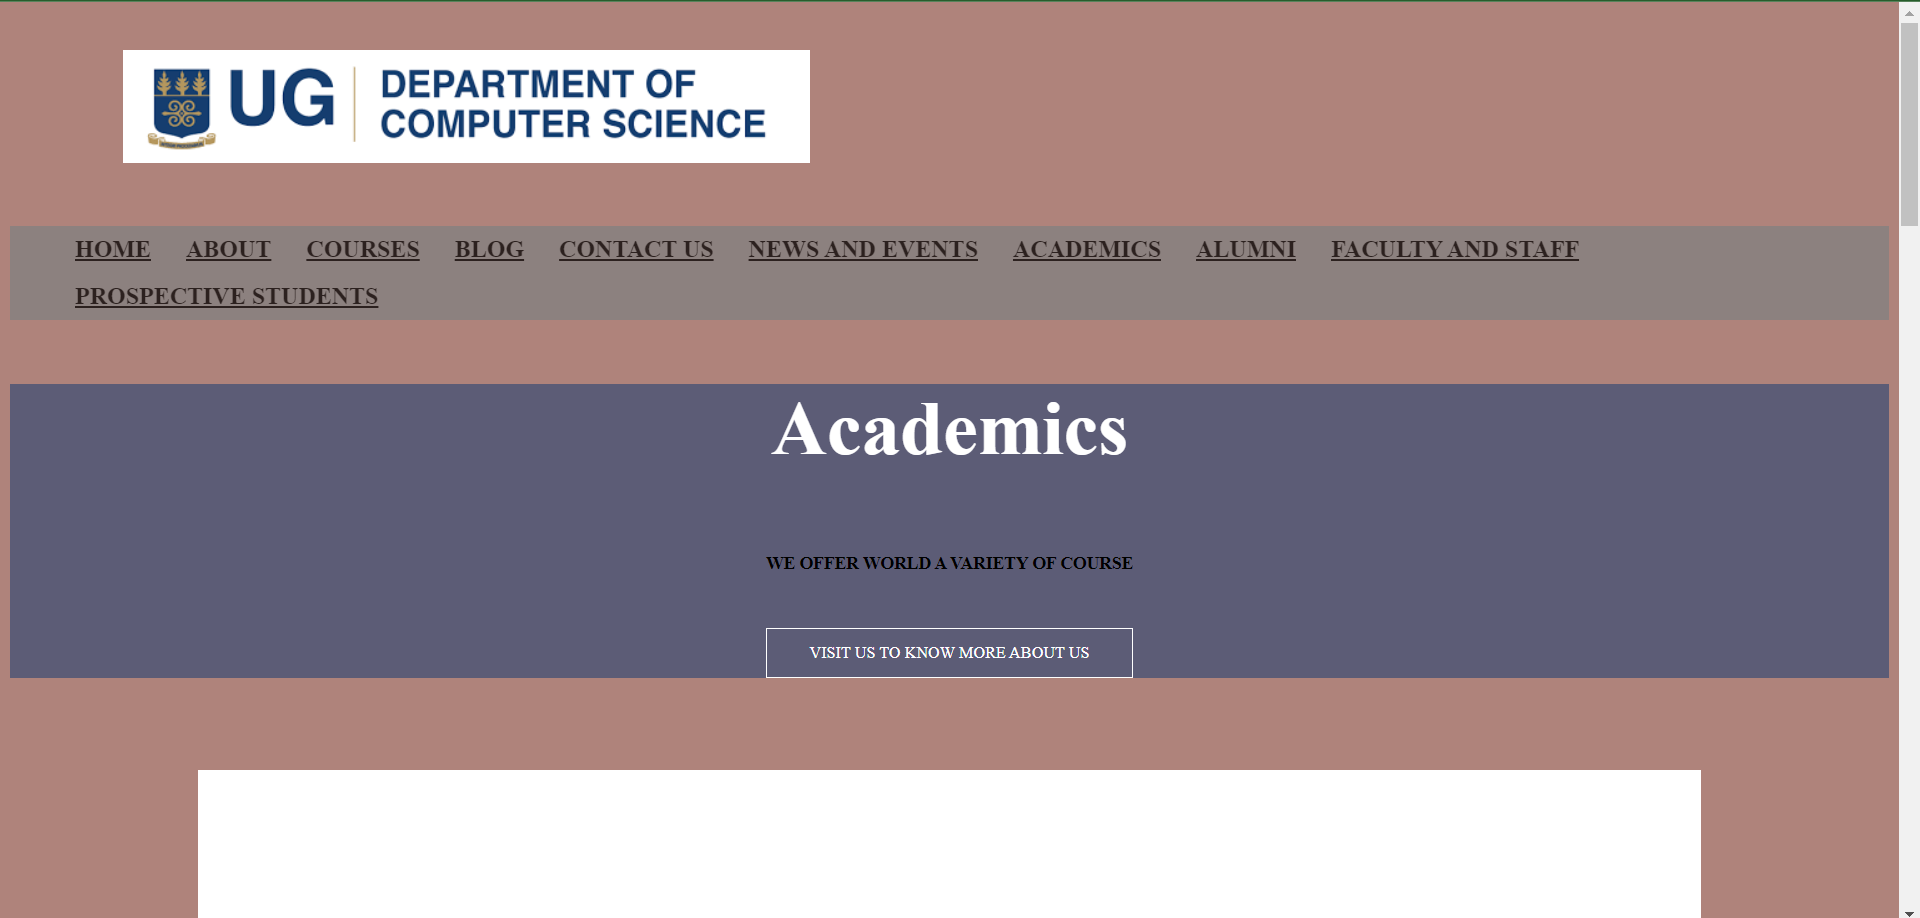 UG
DEPARTMENT OF
COMPUTER SCIENCE
HOME ABOUT COURSES BLOG CONTACT US NEWS AND EVENTS ACADEMICS ALUMNI FACULTY AND STAFF
PROSPECTIVE STUDENTS
Academics
WE OFFER WORLD A VARIETY OF COURSE
VISIT US TO KNOW MORE ABOUT US